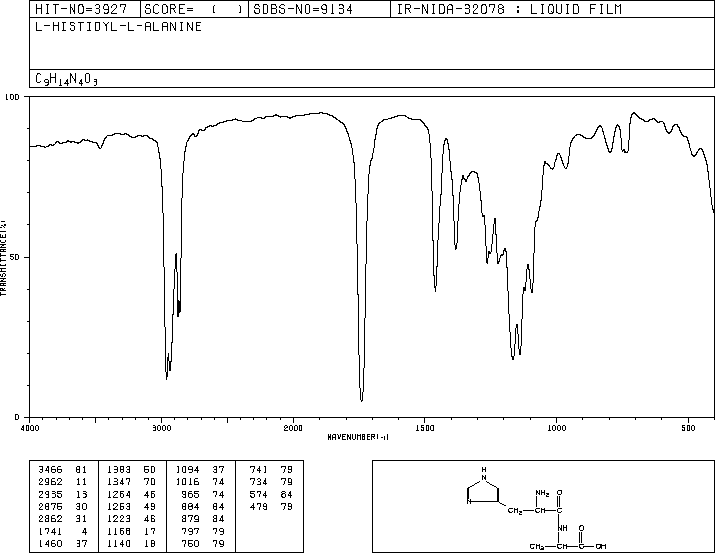 HIT-NO=3927 SCORE= ( ) SDBS-NO=9134 IR-NIDA-32078 : LIQUID FILM
L-HISTIDYL-L-ALANINE
C9H14N4O3
100
TRANSMITTANCE(%)
50
0
4000 3000 2000 1500 1000 500
WAVENUMBER(-1)
3466 81 1383 50 1094 37 741 79
2962 11 1347 70 1016 74 734 79
2935 13 1264 46 965 74 574 84
2875 30 1253 49 884 84 479 79
2862 31 1223 46 879 84
1741 4 1168 17 797 79
1460 37 1140 18 750 79
H
N
N
NH2 O
CH2 CH C
NH O
CH3 CH C OH